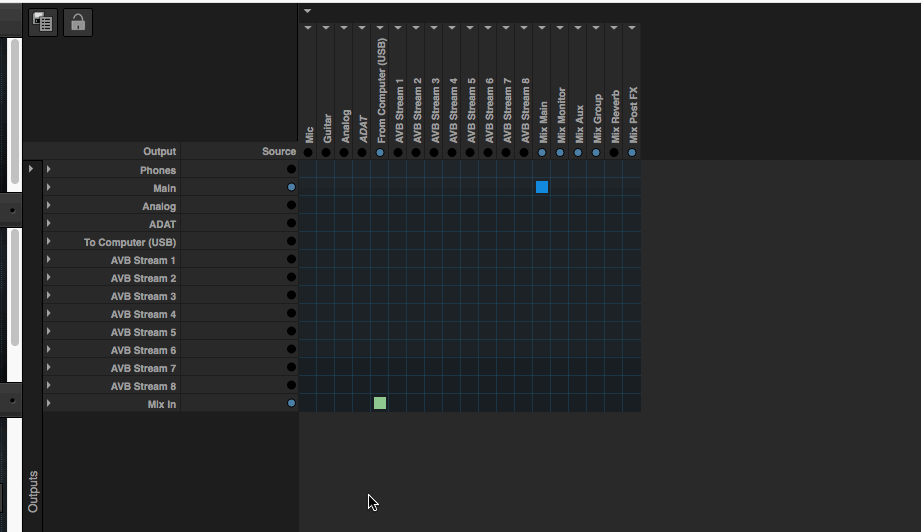 Mic
Guitar
Analog
ADAT
From Computer (USB)
AVB Stream 1
AVB Stream 2
AVB Stream 3
AVB Stream 4
AVB Stream 5
AVB Stream 6
AVB Stream 7
AVB Stream 8
Mix Main
Mix Monitor
Mix Aux
Mix Group
Mix Reverb
Mix Post FX
Output Source
Phones
Main
Analog
ADAT
To Computer (USB)
AVB Stream 1
AVB Stream 2
AVB Stream 3
AVB Stream 4
AVB Stream 5
AVB Stream 6
AVB Stream 7
AVB Stream 8
Mix In
Outputs